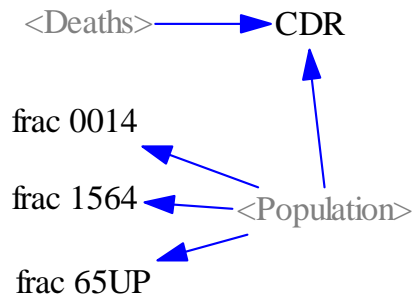 <Deaths>
CDR
frac 0014
frac 1564
<Population>
frac 65UP